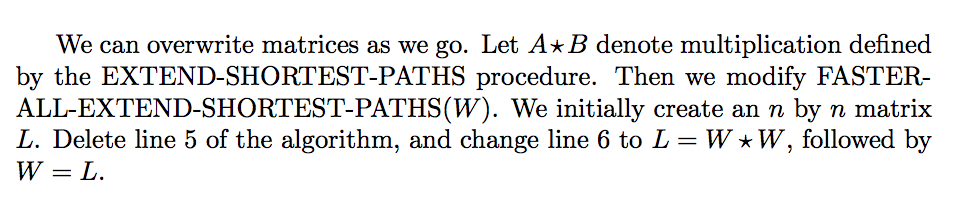 We can overwrite matrices as we go. Let A⋆B denote multiplication defined
by the EXTEND-SHORTEST-PATHS procedure. Then we modify FASTER-
ALL-EXTEND-SHORTEST-PATHS(W). We initially create an n by n matrix
L. Delete line 5 of the algorithm, and change line 6 to L = W ⋆ W, followed by
W = L.